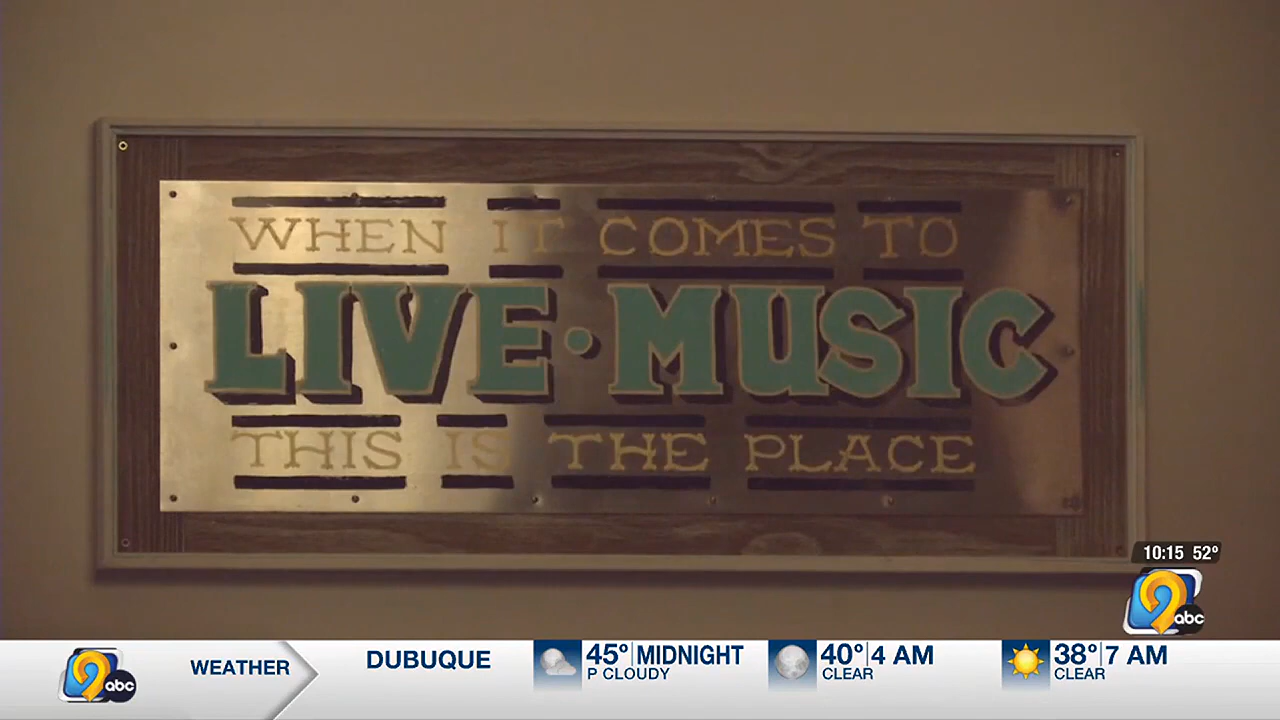 WHEN IT COMES TO
LIVE·MUSIC
THIS IS THE PLACE
10:15 52°
9 abc
9 abc
WEATHER
DUBUQUE
45° MIDNIGHT
P CLOUDY
40° 4 AM
CLEAR
38° 7 AM
CLEAR